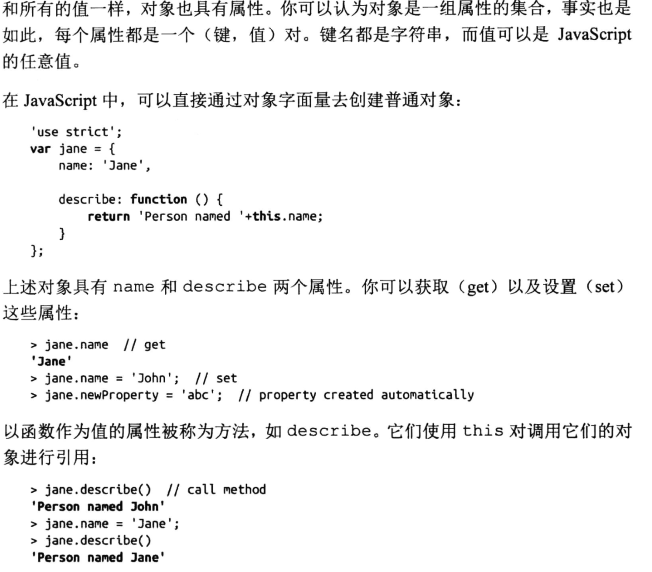 和所有的值一样，对象也具有属性。你可以认为对象是一组属性的集合，事实也是
如此，每个属性都是一个（键，值）对。键名都是字符串，而值可以是 JavaScript
的任意值。
在 JavaScript 中，可以直接通过对象字面量去创建普通对象：
'use strict';
var jane = {
    name: 'Jane',
    describe: function () {
        return 'Person named '+this.name;
    }
};
上述对象具有 name 和 describe 两个属性。你可以获取（get）以及设置（set）
这些属性：
> jane.name  // get
'Jane'
> jane.name = 'John';  // set
> jane.newProperty = 'abc';  // property created automatically
以函数作为值的属性被称为方法，如 describe。它们使用 this 对调用它们的对
象进行引用：
> jane.describe()  // call method
'Person named John'
> jane.name = 'Jane';
> jane.describe()
'Person named Jane'